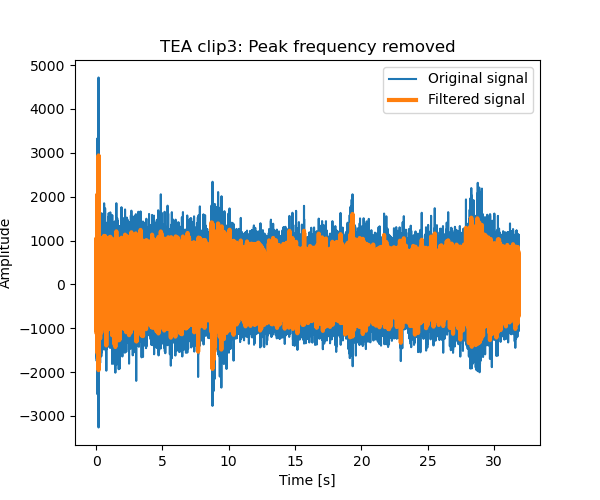 TEA clip3: Peak frequency removed
Original signal
Filtered signal
5000
4000
3000
2000
1000
0
−1000
−2000
−3000
Amplitude
0 5 10 15 20 25 30
Time [s]